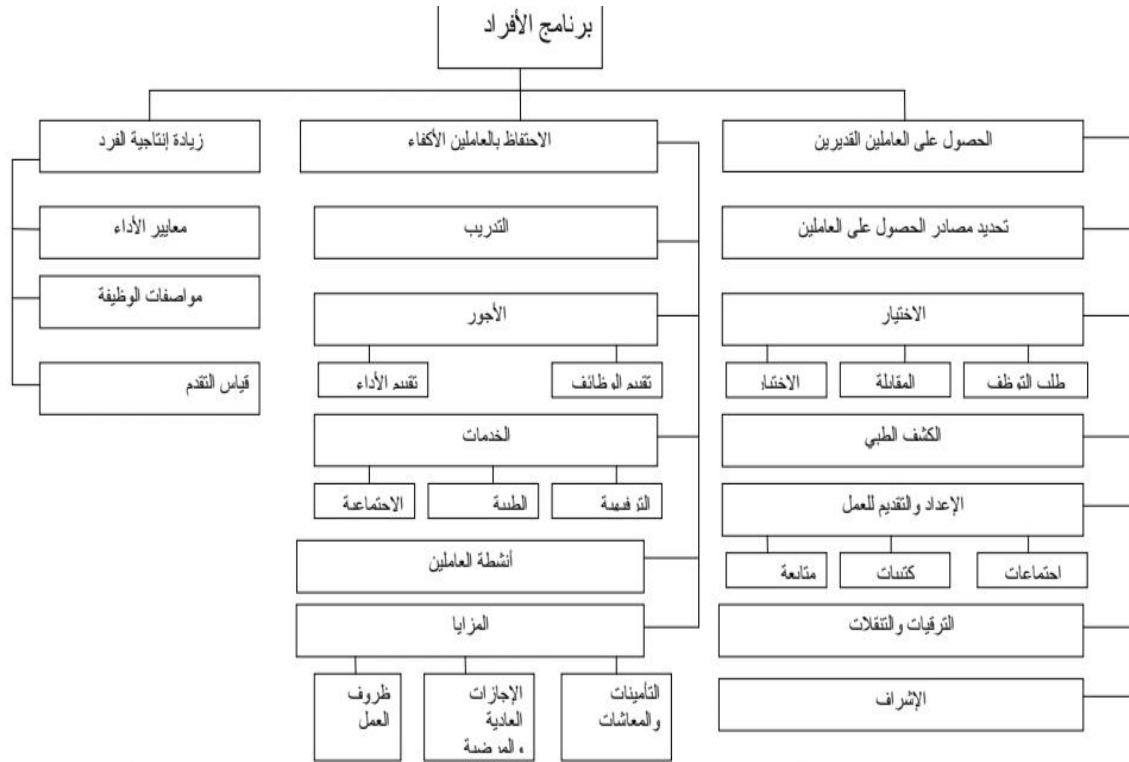 برنامج الأفراد
الحصول على العاملين القديرين
الاحتفاظ بالعاملين الأكفاء
زيادة إنتاجية الفرد
تحديد مصادر الحصول على العاملين
التدريب
معايير الأداء
مواصفات الوظيفة
الاختيار
الأجور
طلب التوظف
المقابلة
الاختبار
تقييم الوظائف
تقييم الأداء
قياس التقدم
الكشف الطبي
الخدمات
الترفيهية
الطبية
الاجتماعية
الإعداد والتقديم للعمل
اجتماعات
كتيبات
متابعة
أنشطة العاملين
الترقيات والتنقلات
المزايا
التأمينات
والمعاشات
الإجازات
العادية
والمرضية
ظروف
العمل
الإشراف